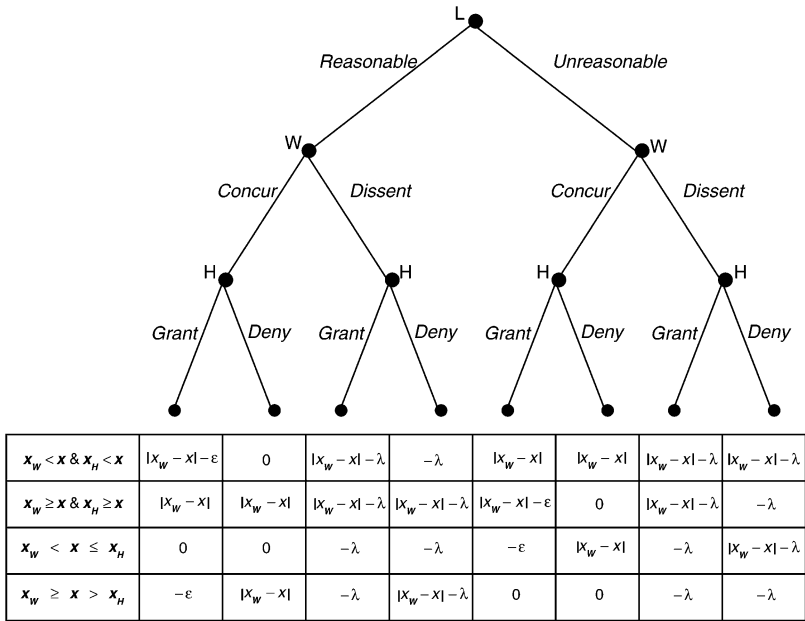 L
Reasonable Unreasonable
W W
Concur Dissent Concur Dissent
H H H H
Grant Deny Grant Deny Grant Deny Grant Deny
x_W < x & x_H < x |x_W − x| − ε 0 |x_W − x| − λ − λ |x_W − x| |x_W − x| |x_W − x| − λ |x_W − x| − λ
x_W ≥ x & x_H ≥ x |x_W − x| |x_W − x| |x_W − x| − λ |x_W − x| − λ |x_W − x| − ε 0 |x_W − x| − λ − λ
x_W < x ≤ x_H 0 0 − λ − λ − ε |x_W − x| − λ |x_W − x| − λ
x_W ≥ x > x_H − ε |x_W − x| − λ |x_W − x| − λ 0 0 − λ − λ